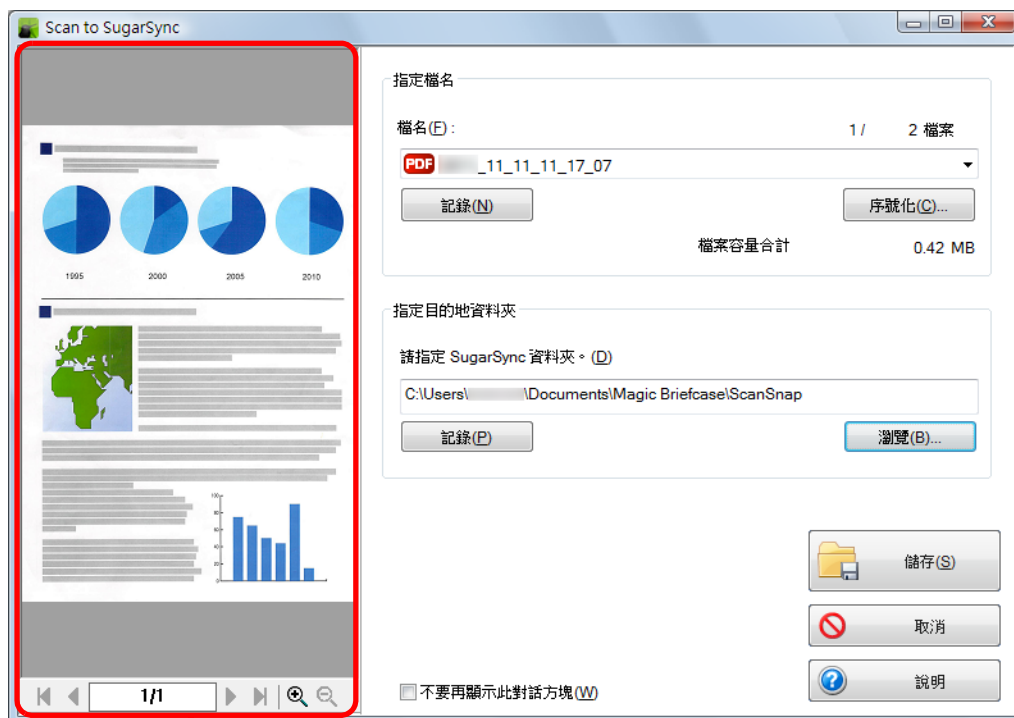 Scan to SugarSync
1995 2000 2005 2010
1/1
指定檔名
檔名(F):
1 / 2 檔案
PDF _11_11_11_17_07
記錄(N)
序號化(C)...
檔案容量合計 0.42 MB
指定目的地資料夾
請指定 SugarSync 資料夾。(D)
C:\Users\ \Documents\Magic Briefcase\ScanSnap
記錄(P)
瀏覽(B)...
儲存(S)
取消
不要再顯示此對話方塊(W)
說明